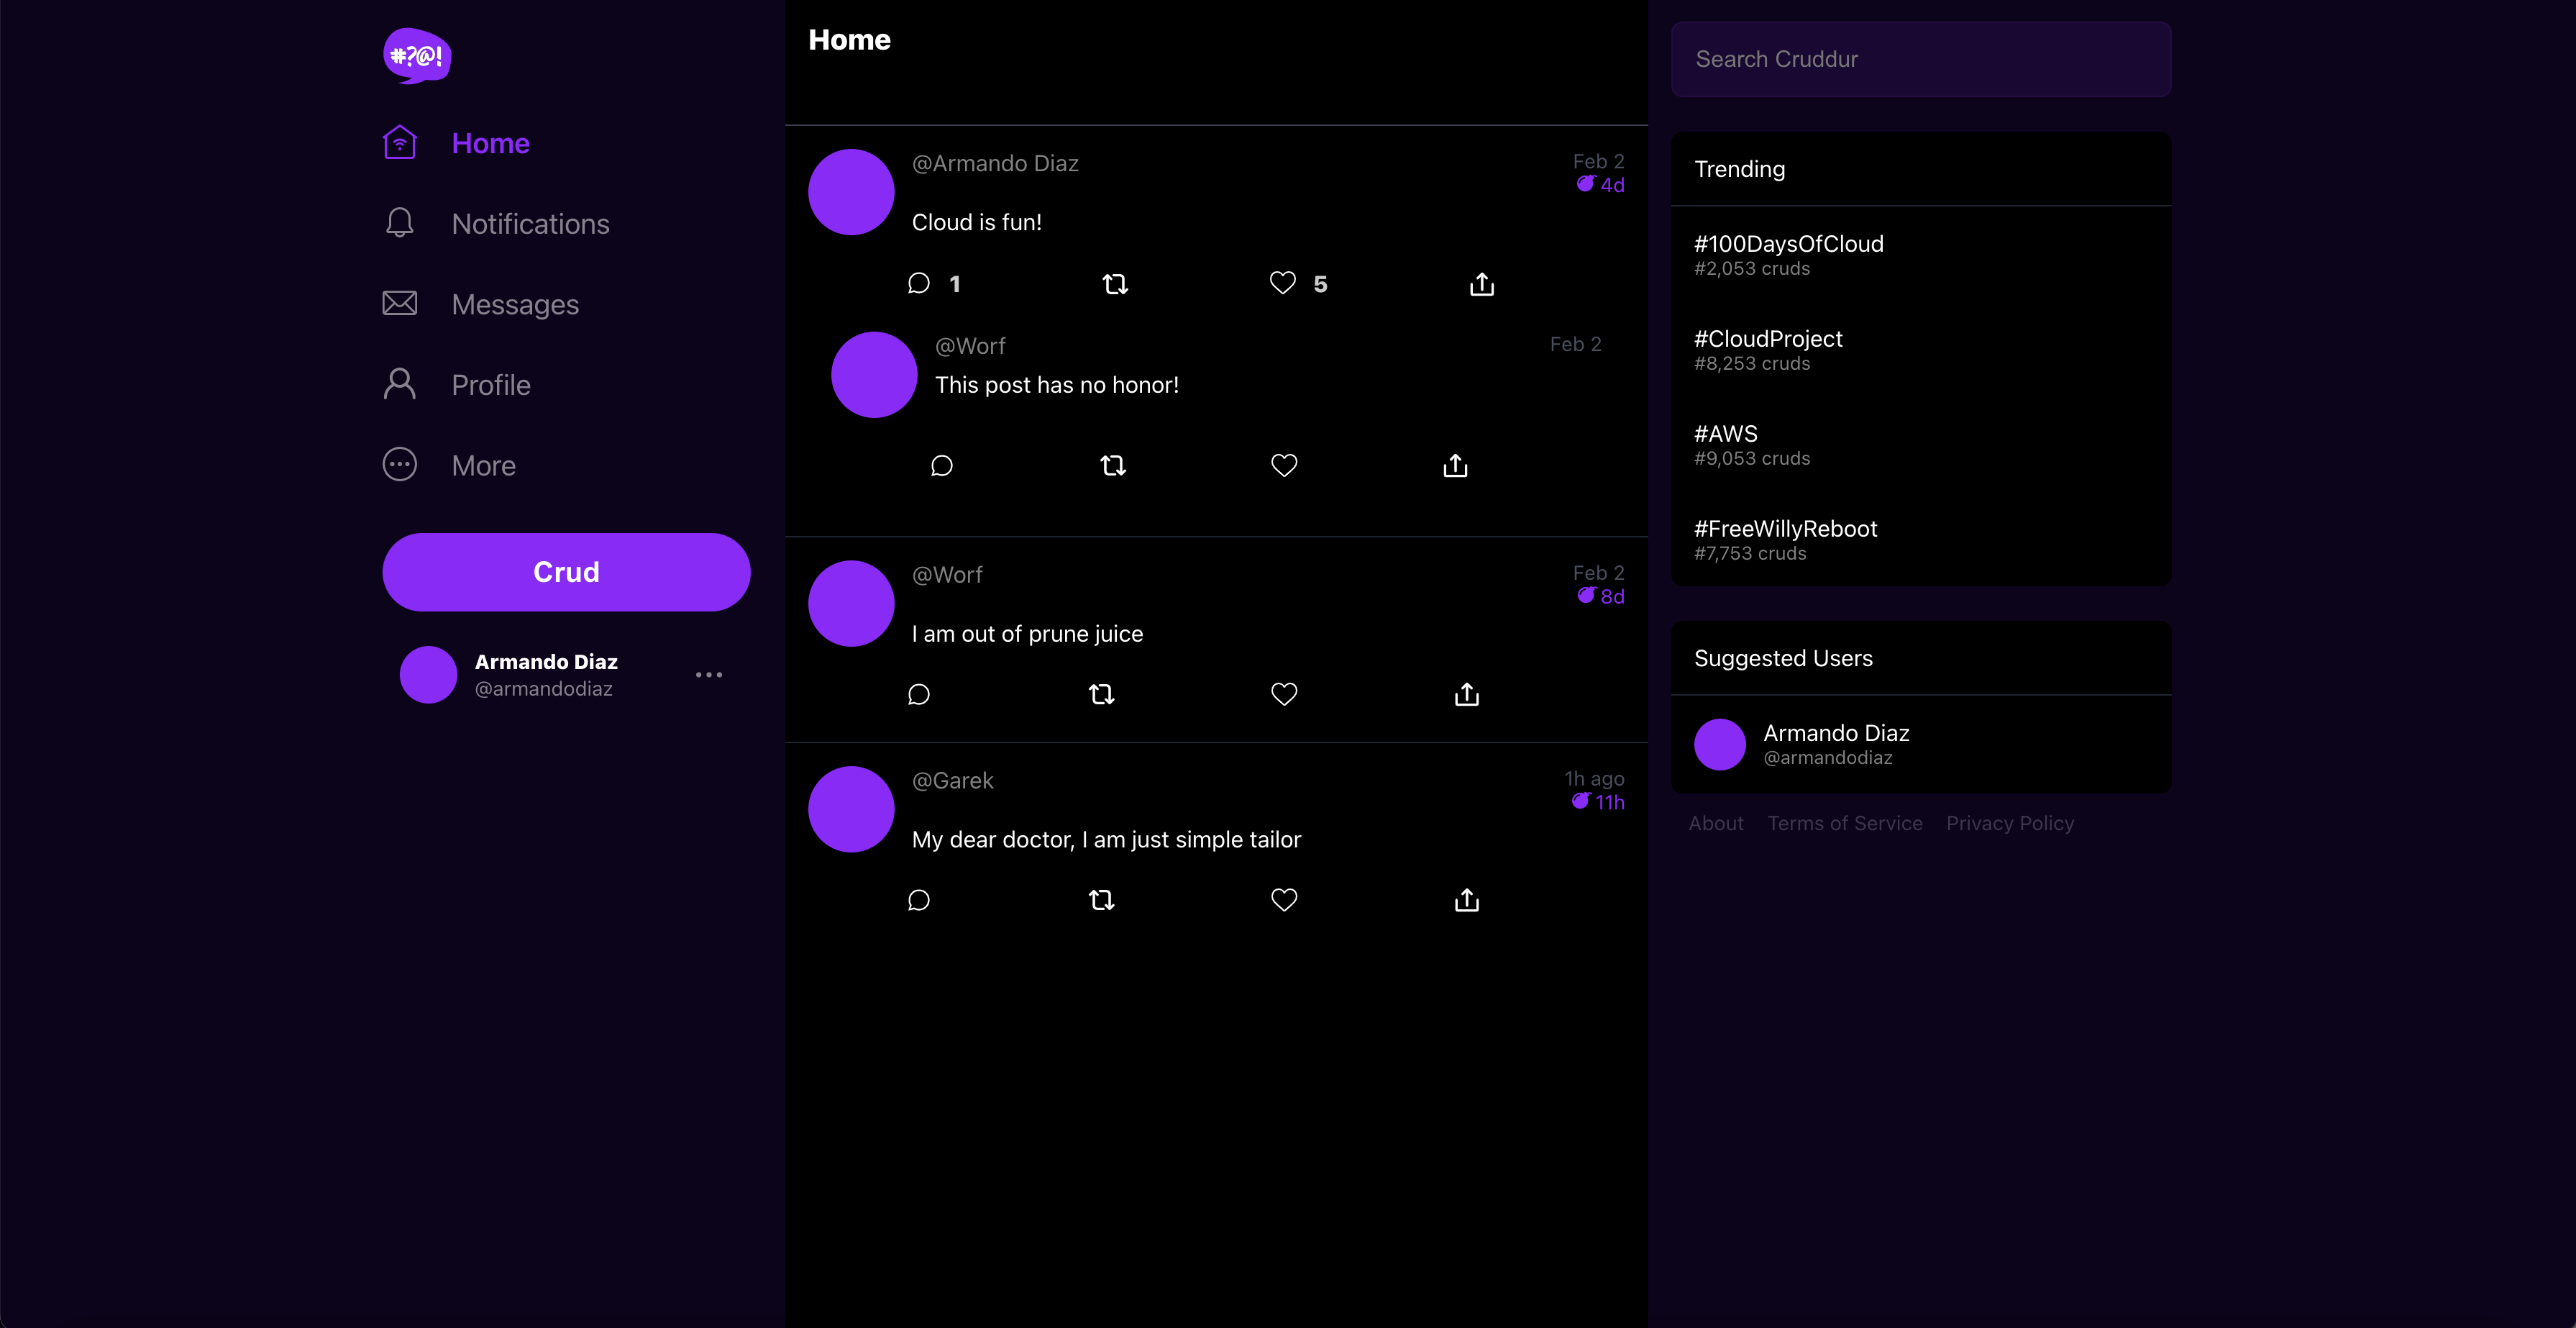 #?@!
Home
Notifications
Messages
Profile
More
Crud
Armando Diaz
@armandodiaz
Home
@Armando Diaz
Feb 2
4d
Cloud is fun!
1
5
@Worf
Feb 2
This post has no honor!
@Worf
Feb 2
8d
I am out of prune juice
@Garek
1h ago
11h
My dear doctor, I am just simple tailor
Search Cruddur
Trending
#100DaysOfCloud
#2,053 cruds
#CloudProject
#8,253 cruds
#AWS
#9,053 cruds
#FreeWillyReboot
#7,753 cruds
Suggested Users
Armando Diaz
@armandodiaz
About Terms of Service Privacy Policy